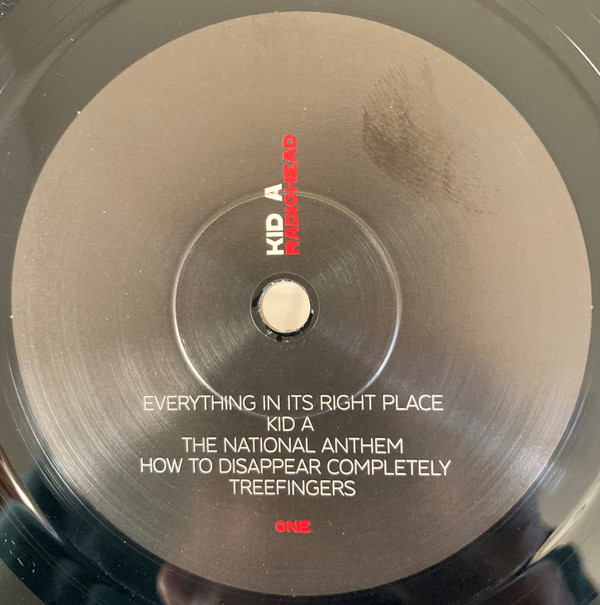 KID A
RADIOHEAD
EVERYTHING IN ITS RIGHT PLACE
KID A
THE NATIONAL ANTHEM
HOW TO DISAPPEAR COMPLETELY
TREEFINGERS
ONE